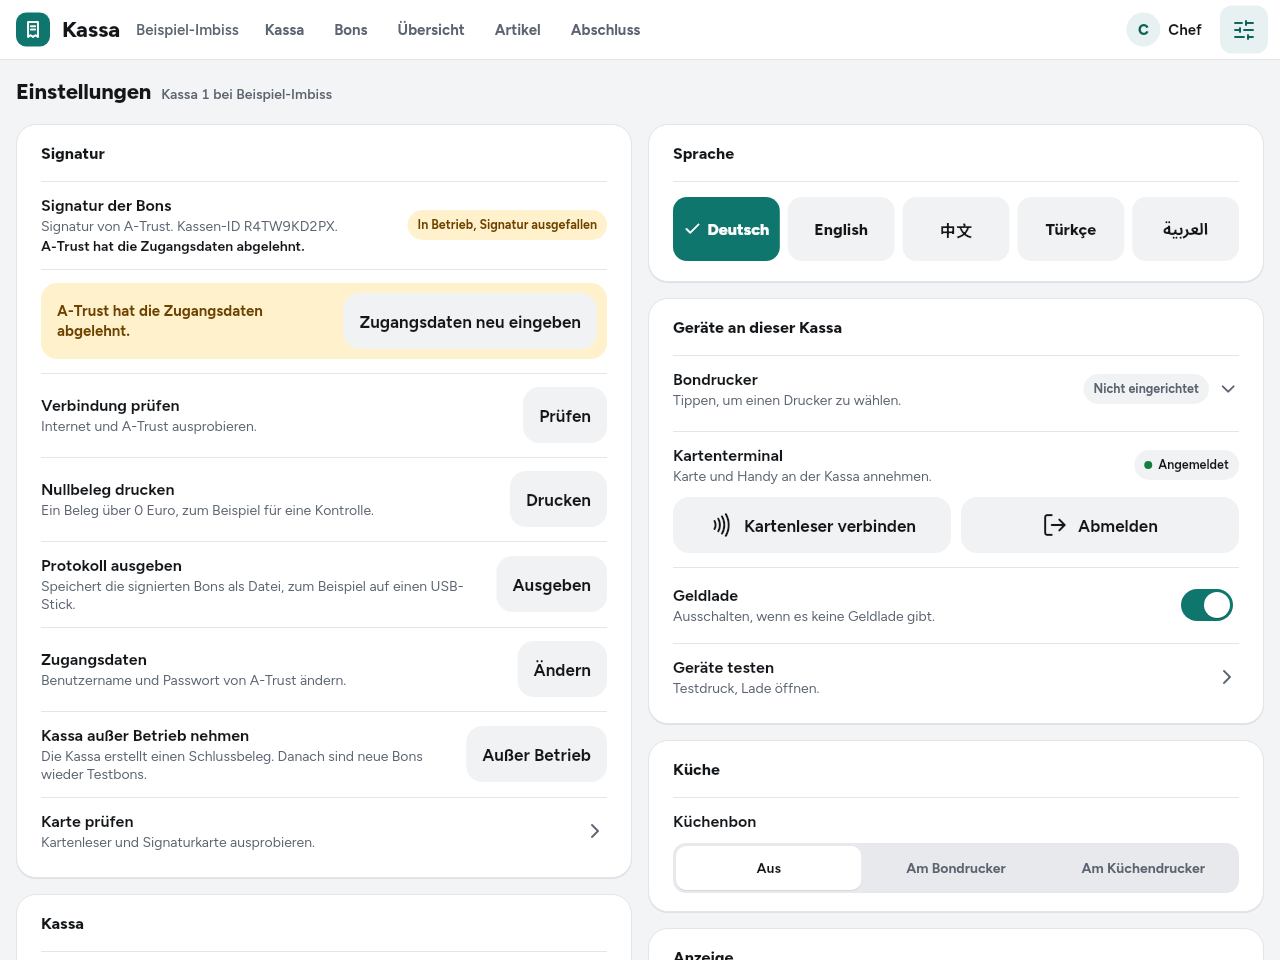 Kassa
Beispiel-Imbiss
Kassa
Bons
Übersicht
Artikel
Abschluss
C
Chef
Einstellungen
Kassa 1 bei Beispiel-Imbiss
Signatur
Signatur der Bons
Signatur von A-Trust. Kassen-ID R4TW9KD2PX.
A-Trust hat die Zugangsdaten abgelehnt.
In Betrieb, Signatur ausgefallen
A-Trust hat die Zugangsdaten
abgelehnt.
Zugangsdaten neu eingeben
Verbindung prüfen
Internet und A-Trust ausprobieren.
Prüfen
Nullbeleg drucken
Ein Beleg über 0 Euro, zum Beispiel für eine Kontrolle.
Drucken
Protokoll ausgeben
Speichert die signierten Bons als Datei, zum Beispiel auf einen USB-
Stick.
Ausgeben
Zugangsdaten
Benutzername und Passwort von A-Trust ändern.
Ändern
Kassa außer Betrieb nehmen
Die Kassa erstellt einen Schlussbeleg. Danach sind neue Bons
wieder Testbons.
Außer Betrieb
Karte prüfen
Kartenleser und Signaturkarte ausprobieren.
Kassa
Sprache
Deutsch
English
中文
Türkçe
العربية
Geräte an dieser Kassa
Bondrucker
Tippen, um einen Drucker zu wählen.
Nicht eingerichtet
Kartenterminal
Karte und Handy an der Kassa annehmen.
Angemeldet
Kartenleser verbinden
Abmelden
Geldlade
Ausschalten, wenn es keine Geldlade gibt.
Geräte testen
Testdruck, Lade öffnen.
Küche
Küchenbon
Aus
Am Bondrucker
Am Küchendrucker
Anzeige